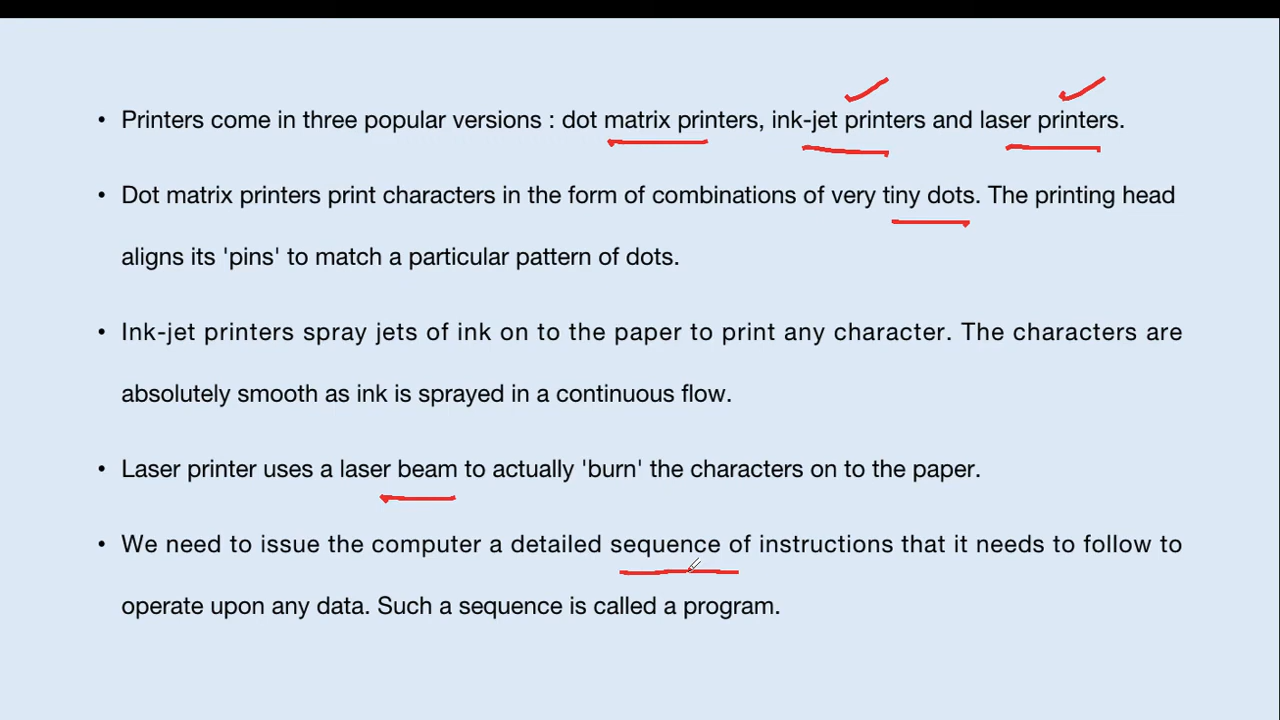 • Printers come in three popular versions : dot matrix printers, ink-jet printers and laser printers.
• Dot matrix printers print characters in the form of combinations of very tiny dots. The printing head
aligns its 'pins' to match a particular pattern of dots.
• Ink-jet printers spray jets of ink on to the paper to print any character. The characters are
absolutely smooth as ink is sprayed in a continuous flow.
• Laser printer uses a laser beam to actually 'burn' the characters on to the paper.
• We need to issue the computer a detailed sequence of instructions that it needs to follow to
operate upon any data. Such a sequence is called a program.